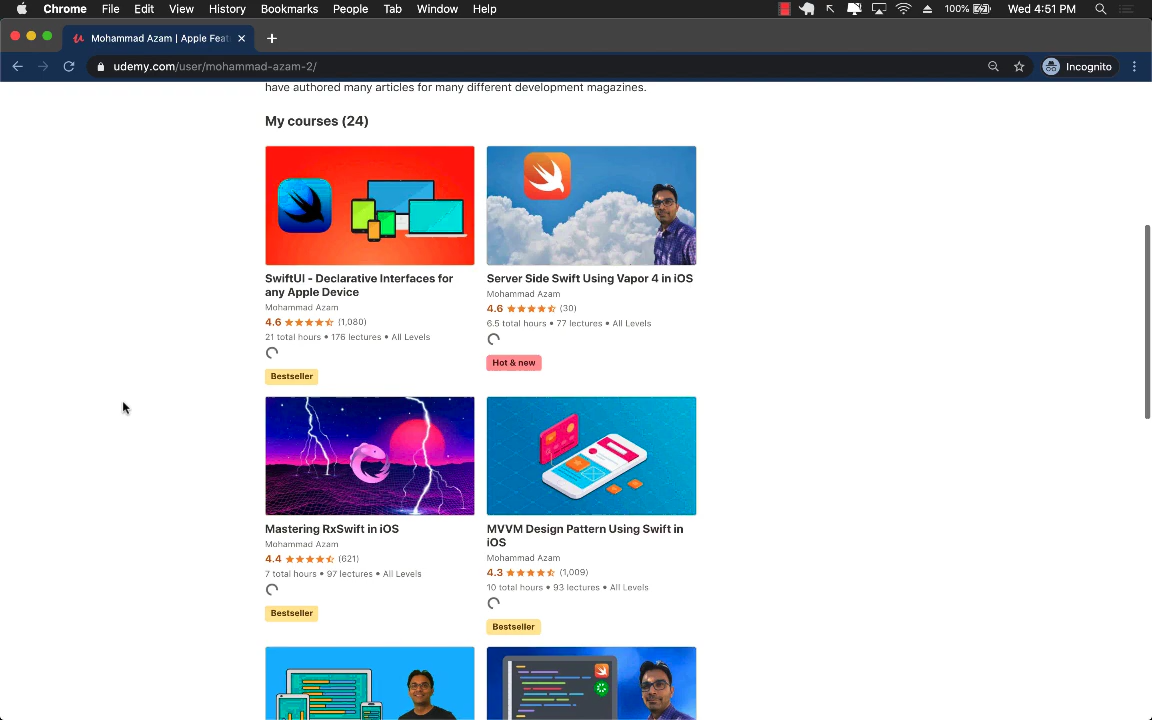 Chrome File Edit View History Bookmarks People Tab Window Help 100% Wed 4:51 PM
Mohammad Azam | Apple Feat
udemy.com/user/mohammad-azam-2/ Incognito
have authored many articles for many different development magazines.
My courses (24)
SwiftUI - Declarative Interfaces for
any Apple Device
Mohammad Azam
4.6 (1,080)
21 total hours • 176 lectures • All Levels
Bestseller
Server Side Swift Using Vapor 4 in iOS
Mohammad Azam
4.6 (30)
6.5 total hours • 77 lectures • All Levels
Hot & new
Mastering RxSwift in iOS
Mohammad Azam
4.4 (621)
7 total hours • 97 lectures • All Levels
Bestseller
MVVM Design Pattern Using Swift in
iOS
Mohammad Azam
4.3 (1,009)
10 total hours • 93 lectures • All Levels
Bestseller